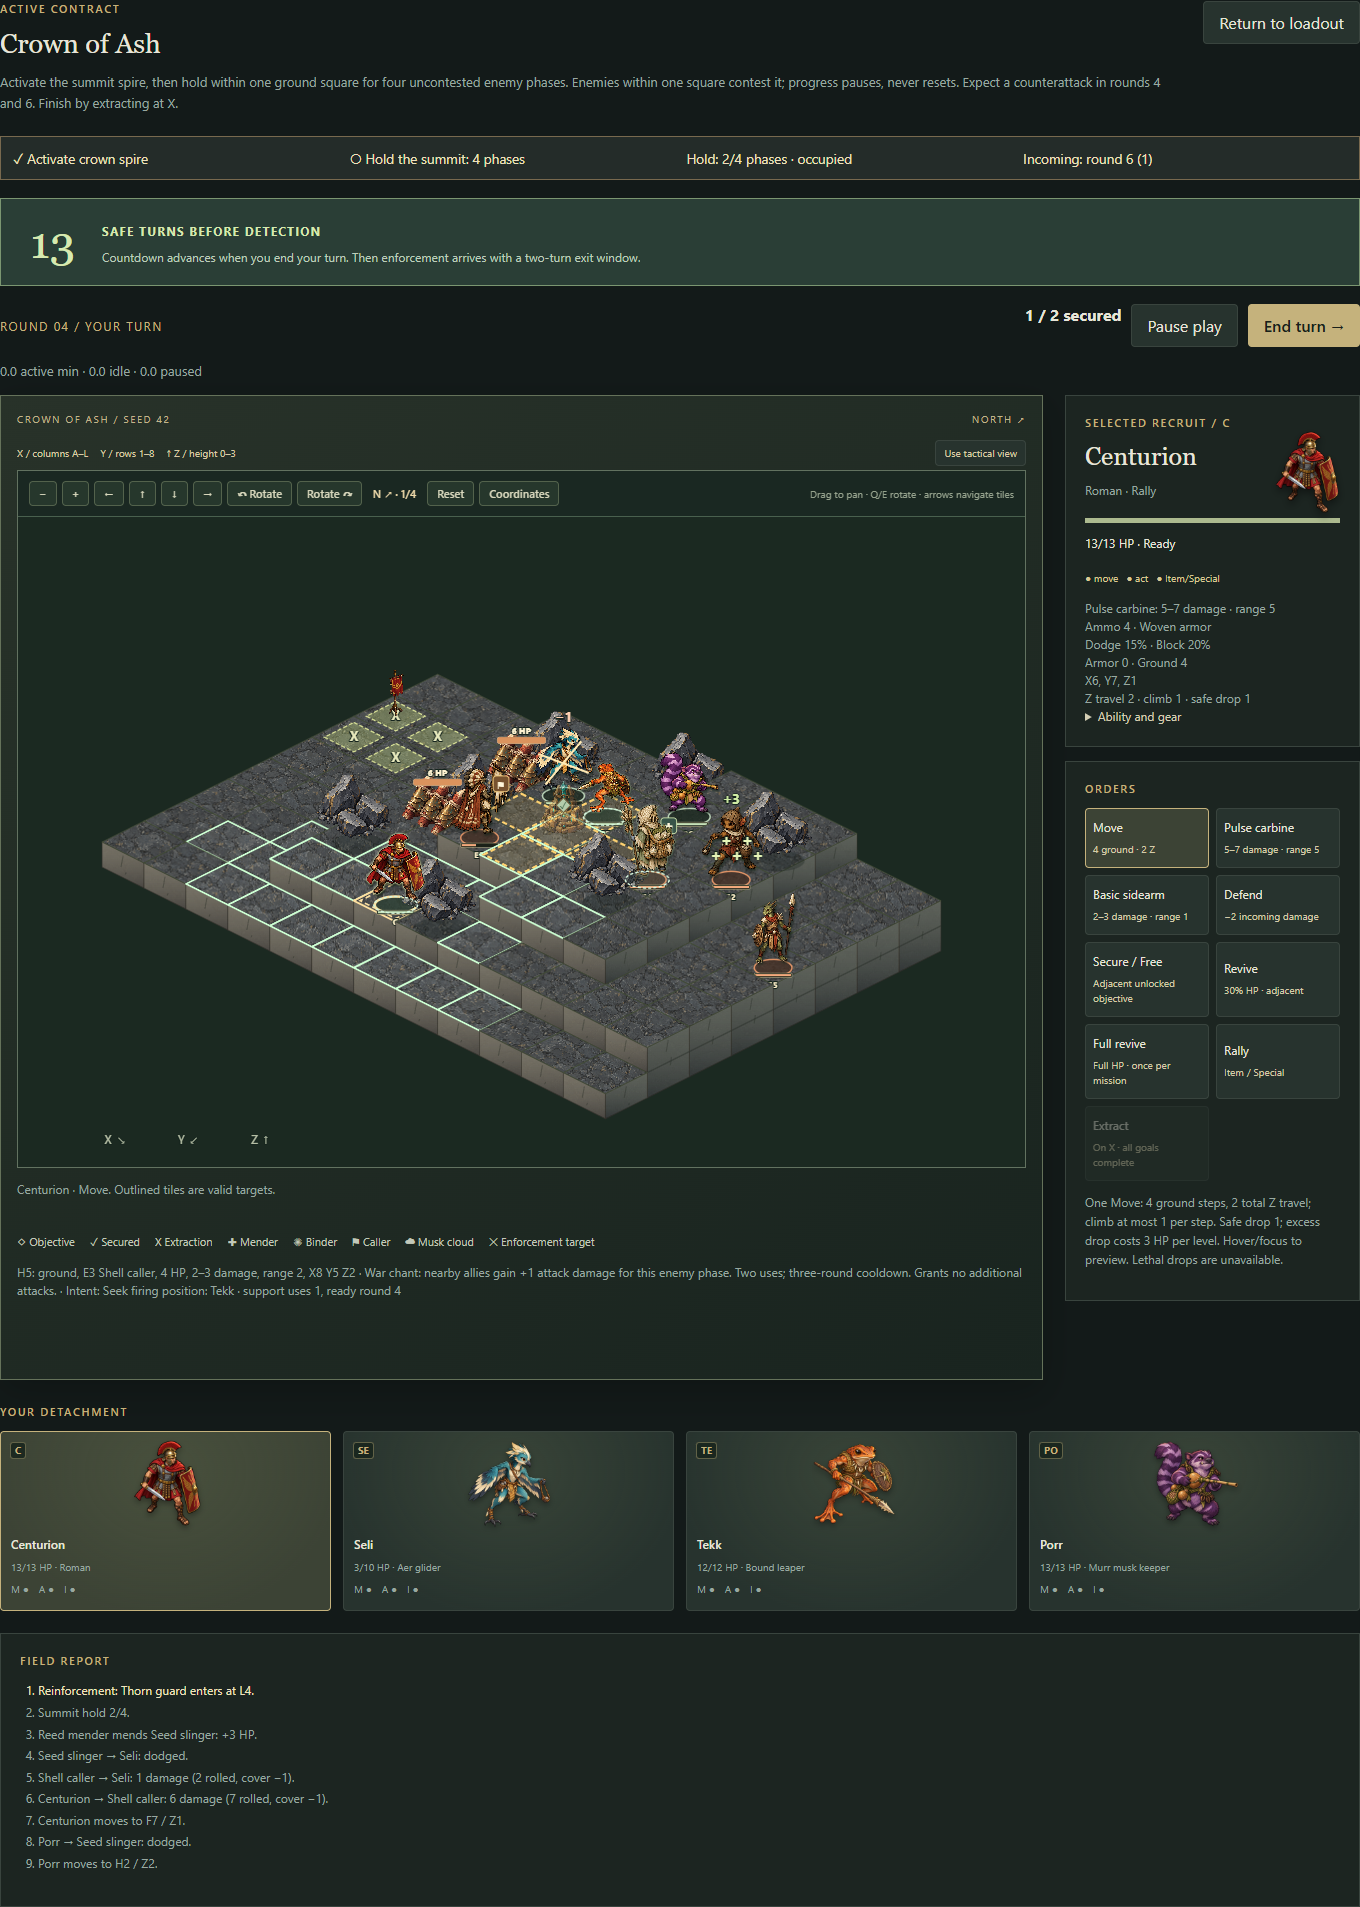 ACTIVE CONTRACT
Return to loadout
Crown of Ash
Activate the summit spire, then hold within one ground square for four uncontested enemy phases. Enemies within one square contest it; progress pauses, never resets. Expect a counterattack in rounds 4
and 6. Finish by extracting at X.
✓ Activate crown spire
○ Hold the summit: 4 phases
Hold: 2/4 phases · occupied
Incoming: round 6 (1)
13
SAFE TURNS BEFORE DETECTION
Countdown advances when you end your turn. Then enforcement arrives with a two-turn exit window.
ROUND 04 / YOUR TURN
1 / 2 secured
Pause play
End turn →
0.0 active min · 0.0 idle · 0.0 paused
CROWN OF ASH / SEED 42
NORTH ↗
X / columns A–L Y / rows 1–8 ↑ Z / height 0–3
Use tactical view
− + ← ↑ ↓ → ↶ Rotate Rotate ↷ N ↗ · 1/4 Reset Coordinates
Drag to pan · Q/E rotate · arrows navigate tiles
X
X X
X
6 HP
−1
6 HP
+3
E
C
2
5
X ↘ Y ↙ Z ↑
Centurion · Move. Outlined tiles are valid targets.
◇ Objective ✓ Secured X Extraction ✚ Mender ✺ Binder ⚑ Caller ☁ Musk cloud ✕ Enforcement target
H5: ground, E3 Shell caller, 4 HP, 2–3 damage, range 2, X8 Y5 Z2 · War chant: nearby allies gain +1 attack damage for this enemy phase. Two uses; three-round cooldown. Grants no additional
attacks. · Intent: Seek firing position: Tekk · support uses 1, ready round 4
SELECTED RECRUIT / C
Centurion
Roman · Rally
13/13 HP · Ready
● move ● act ● Item/Special
Pulse carbine: 5–7 damage · range 5
Ammo 4 · Woven armor
Dodge 15% · Block 20%
Armor 0 · Ground 4
X6, Y7, Z1
Z travel 2 · climb 1 · safe drop 1
▶ Ability and gear
ORDERS
Move
4 ground · 2 Z
Pulse carbine
5–7 damage · range 5
Basic sidearm
2–3 damage · range 1
Defend
−2 incoming damage
Secure / Free
Adjacent unlocked
objective
Revive
30% HP · adjacent
Full revive
Full HP · once per
mission
Rally
Item / Special
Extract
On X · all goals
complete
One Move: 4 ground steps, 2 total Z travel;
climb at most 1 per step. Safe drop 1; excess
drop costs 3 HP per level. Hover/focus to
preview. Lethal drops are unavailable.
YOUR DETACHMENT
C
Centurion
13/13 HP · Roman
M ● A ● I ●
SE
Seli
3/10 HP · Aer glider
M ● A ● I ●
TE
Tekk
12/12 HP · Bound leaper
M ● A ● I ●
PO
Porr
13/13 HP · Murr musk keeper
M ● A ● I ●
FIELD REPORT
1. Reinforcement: Thorn guard enters at L4.
2. Summit hold 2/4.
3. Reed mender mends Seed slinger: +3 HP.
4. Seed slinger → Seli: dodged.
5. Shell caller → Seli: 1 damage (2 rolled, cover −1).
6. Centurion → Shell caller: 6 damage (7 rolled, cover −1).
7. Centurion moves to F7 / Z1.
8. Porr → Seed slinger: dodged.
9. Porr moves to H2 / Z2.